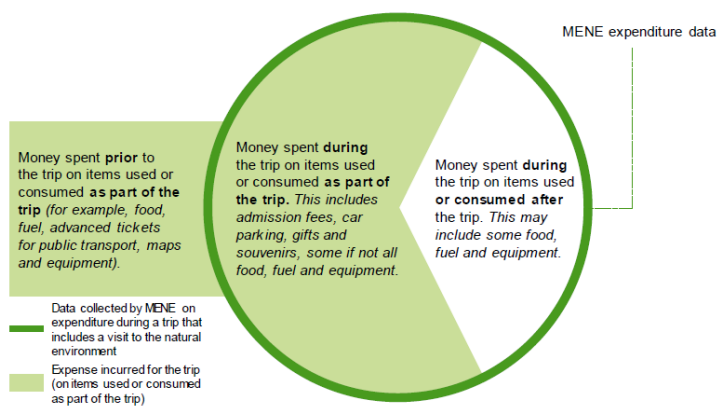 MENE expenditure data
Money spent prior to
the trip on items used or
consumed as part of the
trip (for example, food,
fuel, advanced tickets
for public transport, maps
and equipment).
Money spent during
the trip on items used
or consumed as part of
the trip. This includes
admission fees, car
parking, gifts and
souvenirs, some if not all
food, fuel and equipment.
Money spent during
the trip on items used
or consumed after
the trip. This may
include some food,
fuel and equipment.
Data collected by MENE on
expenditure during a trip that
includes a visit to the natural
environment
Expense incurred for the trip
(on items used or consumed
as part of the trip)